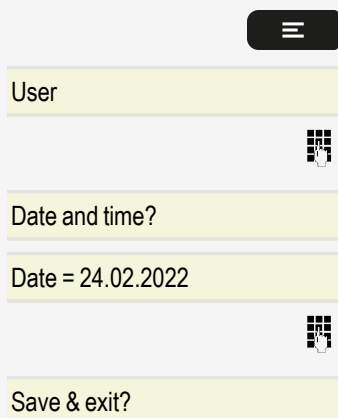 User
Date and time?
Date = 24.02.2022
Save & exit?